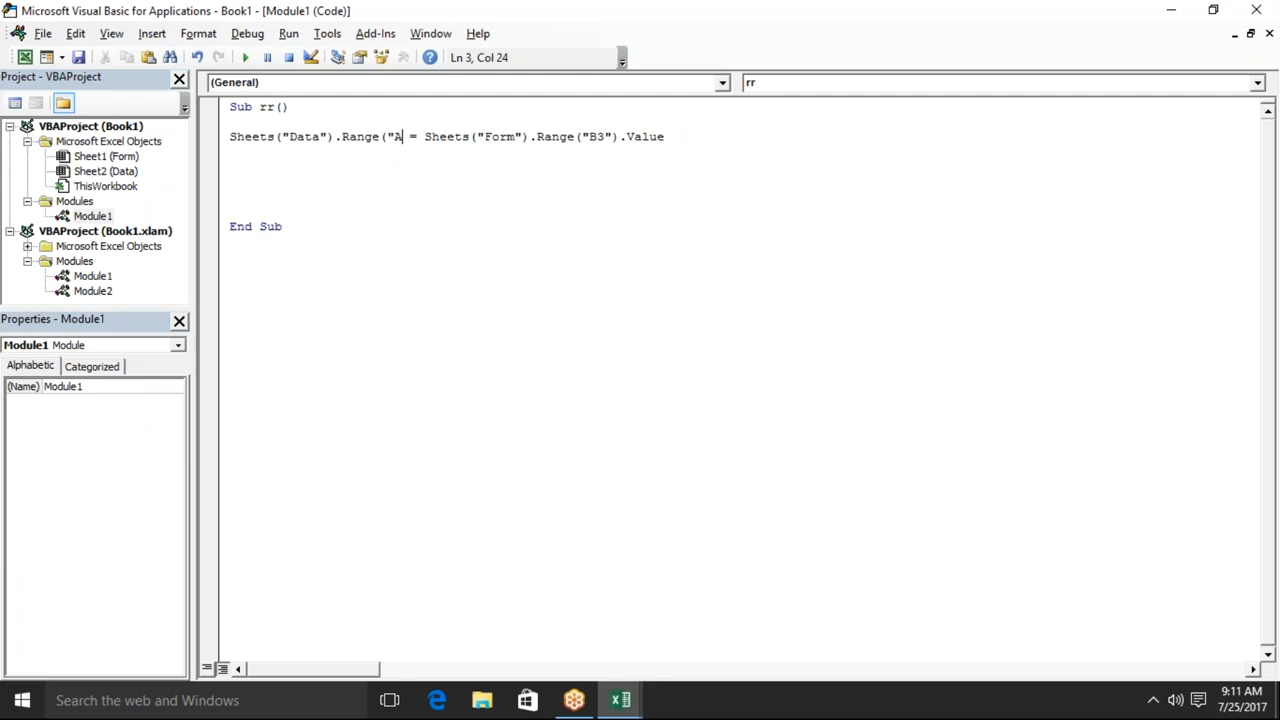 Microsoft Visual Basic for Applications - Book1 - [Module1 (Code)]
File Edit View Insert Format Debug Run Tools Add-Ins Window Help
Ln 3, Col 24
Project - VBAProject
(General)
rr
VBAProject (Book1)
Microsoft Excel Objects
Sheet1 (Form)
Sheet2 (Data)
ThisWorkbook
Modules
Module1
VBAProject (Book1.xlam)
Microsoft Excel Objects
Modules
Module1
Module2
Properties - Module1
Module1 Module
Alphabetic Categorized
(Name) Module1
Sub rr()
Sheets("Data").Range("A = Sheets("Form").Range("B3").Value
End Sub
Search the web and Windows
9:11 AM
7/25/2017